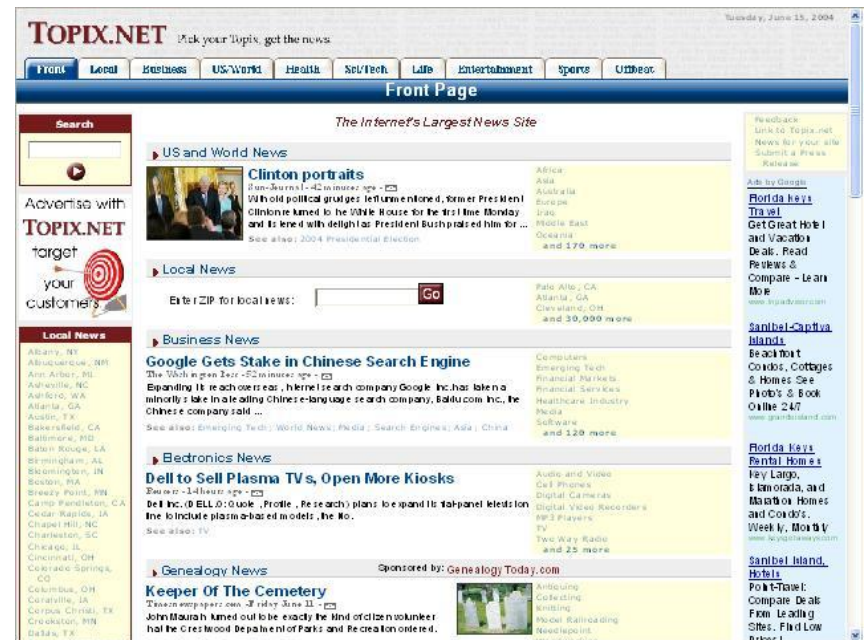 Tuesday, June 15, 2004
TOPIX.NET Pick your Topix, get the news.
Front Local Business US/World Health Sci/Tech Life Entertainment Sports Offbeat
Front Page
Search
Advertise with
TOPIX.NET
target
your
customers.
Local News
Albany, NY
Albuquerque, NM
Ann Arbor, MI
Asheville, NC
Ashford, WA
Atlanta, GA
Austin, TX
Bakersfield, CA
Baltimore, MD
Baton Rouge, LA
Birmingham, AL
Bloomington, IN
Boston, MA
Breezy Point, MN
Camp Pendleton, CA
Cedar Rapids, IA
Chapel Hill, NC
Charleston, SC
Chicago, IL
Cincinnati, OH
Colorado Springs,
CO
Columbus, OH
Coralville, IA
Corpus Christi, TX
Crookston, MN
Dallas, TX
The Internet's Largest News Site
US and World News
Clinton portraits
Sun-Journal - 42 minutes ago -
With old political grudges left unmentioned, former President
Clinton returned to the White House for the first time Monday
and listened with delight as President Bush praised him for ...
See also: 2004 Presidential Election
Africa
Asia
Australia
Europe
Iraq
Middle East
Oceania
and 170 more
Local News
Enter ZIP for local news: Go
Palo Alto, CA
Atlanta, GA
Cleveland, OH
and 30,000 more
Business News
Google Gets Stake in Chinese Search Engine
The Washington Post - 52 minutes ago -
Expanding its reach overseas, Internet search company Google Inc. has taken a
minority stake in a leading Chinese-language search company, Baidu.com Inc., the
Chinese company said ...
See also: Emerging Tech; World News; Media; Search Engines; Asia; China
Computers
Emerging Tech
Financial Markets
Financial Services
Healthcare Industry
Media
Software
and 120 more
Electronics News
Dell to Sell Plasma TVs, Open More Kiosks
Reuters - 14 hours ago -
Dell Inc. (DELL.O: Quote, Profile, Research) plans to expand its flat-panel television
line to include plasma-based models, the No.
See also: TV
Audio and Video
Cell Phones
Digital Cameras
Digital Video Recorders
MP3 Players
TV
Two Way Radio
and 25 more
Genealogy News Sponsored by: GenealogyToday.com
Keeper Of The Cemetery
Timesnewspapers.com - Friday June 11 -
John Maurath turned out to be exactly the kind of citizen volunteer
that the Crestwood Department of Parks and Recreation ordered.
Antiquing
Collecting
Knitting
Model Railroading
Needlepoint
Feedback
Link to Topix.net
News for your site
Submit a Press
Release
Ads by Google
Florida keys
Travel
Get Great Hotel
and Vacation
Deals. Read
Reviews &
Compare - Learn
More
www.tripadvisor.com
Sanibel-Captiva
Islands
Beachfront
Condos, Cottages
& Homes See
Photo's & Book
Online 24/7
Florida Keys
Rental Homes
Key Largo,
Islamorada, and
Marathon Homes
and Condo's.
Weekly, Monthly
Sanibel Island,
Hotels
Point-Travel:
Compare Deals
From Leading
Sites. Find Low
Prices!